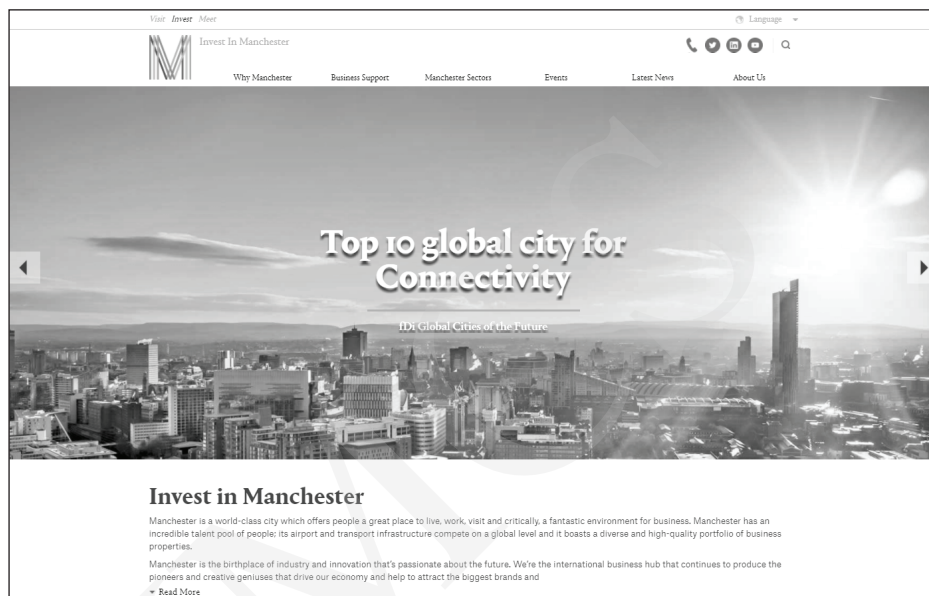 Visit Invest Meet
Language
Invest In Manchester
Why Manchester Business Support Manchester Sectors Events Latest News About Us
Top 10 global city for
Connectivity
fDi Global Cities of the Future
Invest in Manchester
Manchester is a world-class city which offers people a great place to live, work, visit and critically, a fantastic environment for business. Manchester has an
incredible talent pool of people; its airport and transport infrastructure compete on a global level and it boasts a diverse and high-quality portfolio of business
properties.
Manchester is the birthplace of industry and innovation that's passionate about the future. We're the international business hub that continues to produce the
pioneers and creative geniuses that drive our economy and help to attract the biggest brands and
Read More